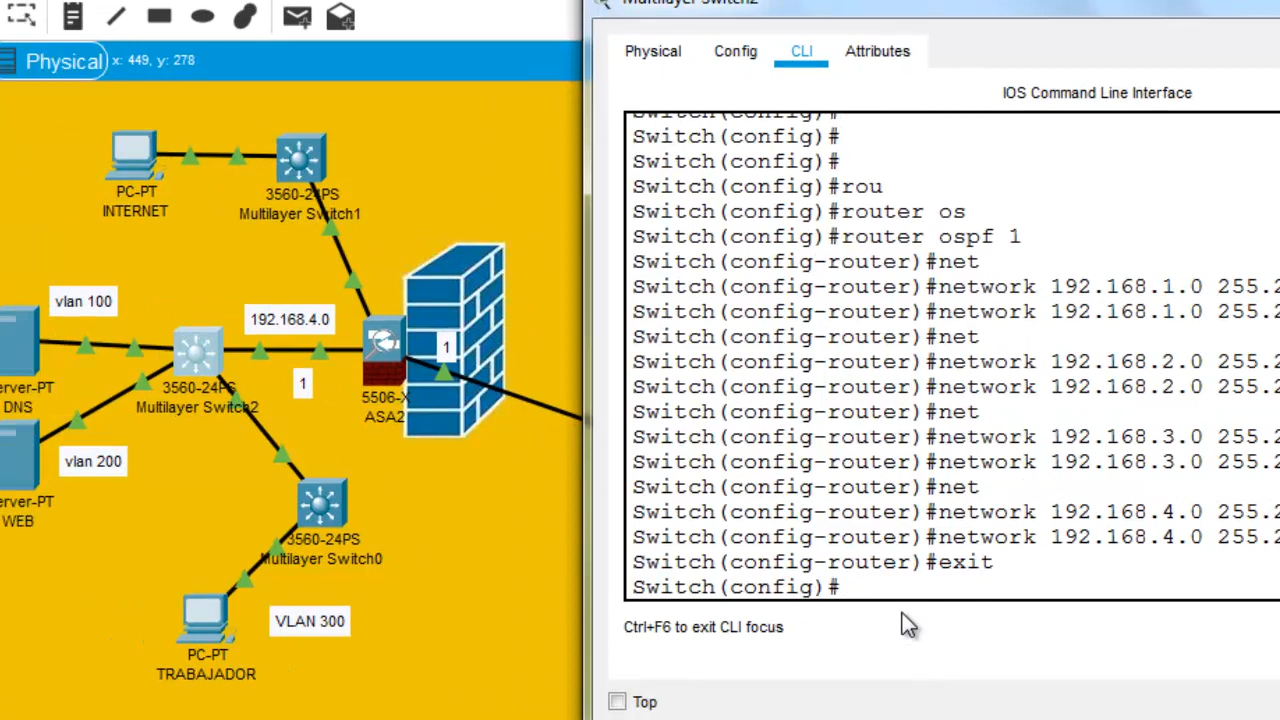 Physical
x: 449, y: 278
PC-PT
INTERNET
3560-24PS
Multilayer Switch1
vlan 100
192.168.4.0
1
1
3560-24PS
Multilayer Switch2
5506-X
ASA2
erver-PT
DNS
vlan 200
erver-PT
WEB
3560-24PS
Multilayer Switch0
VLAN 300
PC-PT
TRABAJADOR
Multilayer Switch2
Physical
Config
CLI
Attributes
IOS Command Line Interface
Switch(config)#
Switch(config)#
Switch(config)#
Switch(config)#rou
Switch(config)#router os
Switch(config)#router ospf 1
Switch(config-router)#net
Switch(config-router)#network 192.168.1.0 255.2
Switch(config-router)#network 192.168.1.0 255.2
Switch(config-router)#net
Switch(config-router)#network 192.168.2.0 255.2
Switch(config-router)#network 192.168.2.0 255.2
Switch(config-router)#net
Switch(config-router)#network 192.168.3.0 255.2
Switch(config-router)#network 192.168.3.0 255.2
Switch(config-router)#net
Switch(config-router)#network 192.168.4.0 255.2
Switch(config-router)#network 192.168.4.0 255.2
Switch(config-router)#exit
Switch(config)#
Ctrl+F6 to exit CLI focus
Top